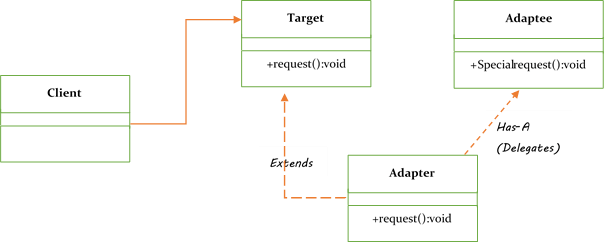 Target
+request():void
Adaptee
+Specialrequest():void
Client
Has-A
(Delegates)
Extends
Adapter
+request():void